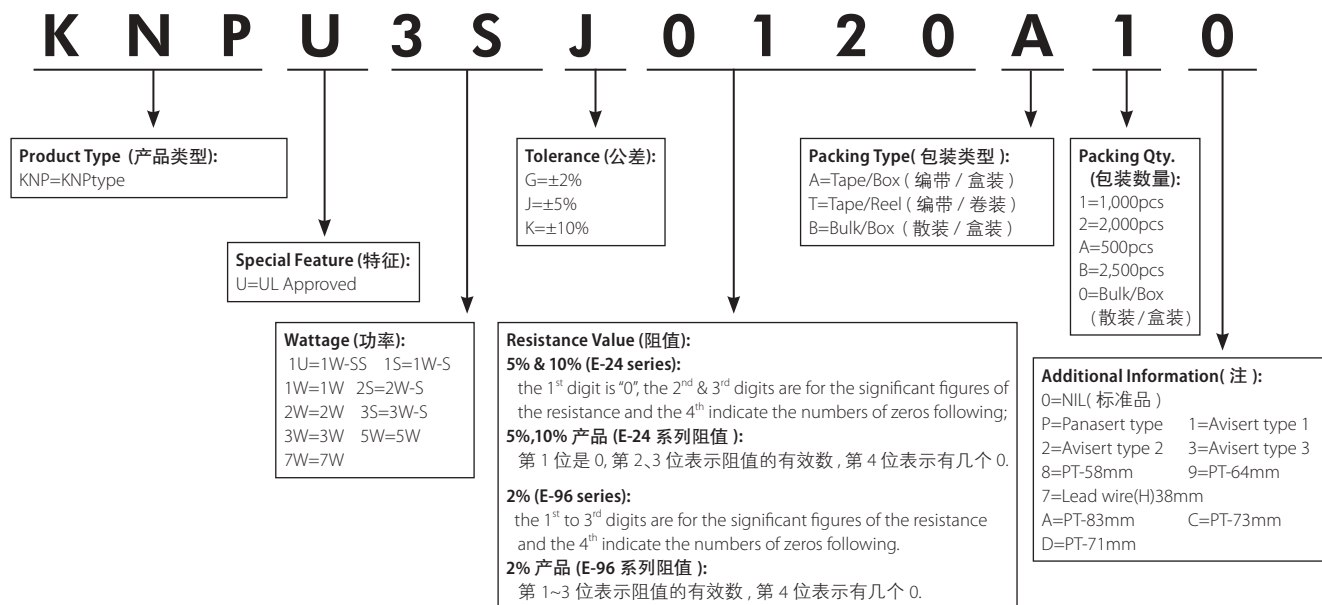 K N P U 3 S J 0 1 2 0 A 1 0
Product Type (产品类型):
KNP=KNPtype
Special Feature (特征):
U=UL Approved
Wattage (功率):
1U=1W-SS 1S=1W-S
1W=1W 2S=2W-S
2W=2W 3S=3W-S
3W=3W 5W=5W
7W=7W
Tolerance (公差):
G=±2%
J=±5%
K=±10%
Resistance Value (阻值):
5% & 10% (E-24 series):
the 1st digit is “0”, the 2nd & 3rd digits are for the significant figures of
the resistance and the 4th indicate the numbers of zeros following;
5%,10% 产品 (E-24 系列阻值 ):
第 1 位是 0, 第 2、3 位表示阻值的有效数 , 第 4 位表示有几个 0.
2% (E-96 series):
the 1st to 3rd digits are for the significant figures of the resistance
and the 4th indicate the numbers of zeros following.
2% 产品 (E-96 系列阻值 ):
第 1~3 位表示阻值的有效数 , 第 4 位表示有几个 0.
Packing Type( 包装类型 ):
A=Tape/Box ( 编带 / 盒装 )
T=Tape/Reel ( 编带 / 卷装 )
B=Bulk/Box ( 散装 / 盒装 )
Packing Qty.
(包装数量):
1=1,000pcs
2=2,000pcs
A=500pcs
B=2,500pcs
0=Bulk/Box
( 散装 / 盒装 )
Additional Information( 注 ):
0=NIL( 标准品 )
P=Panasert type 1=Avisert type 1
2=Avisert type 2 3=Avisert type 3
8=PT-58mm 9=PT-64mm
7=Lead wire(H)38mm
A=PT-83mm C=PT-73mm
D=PT-71mm